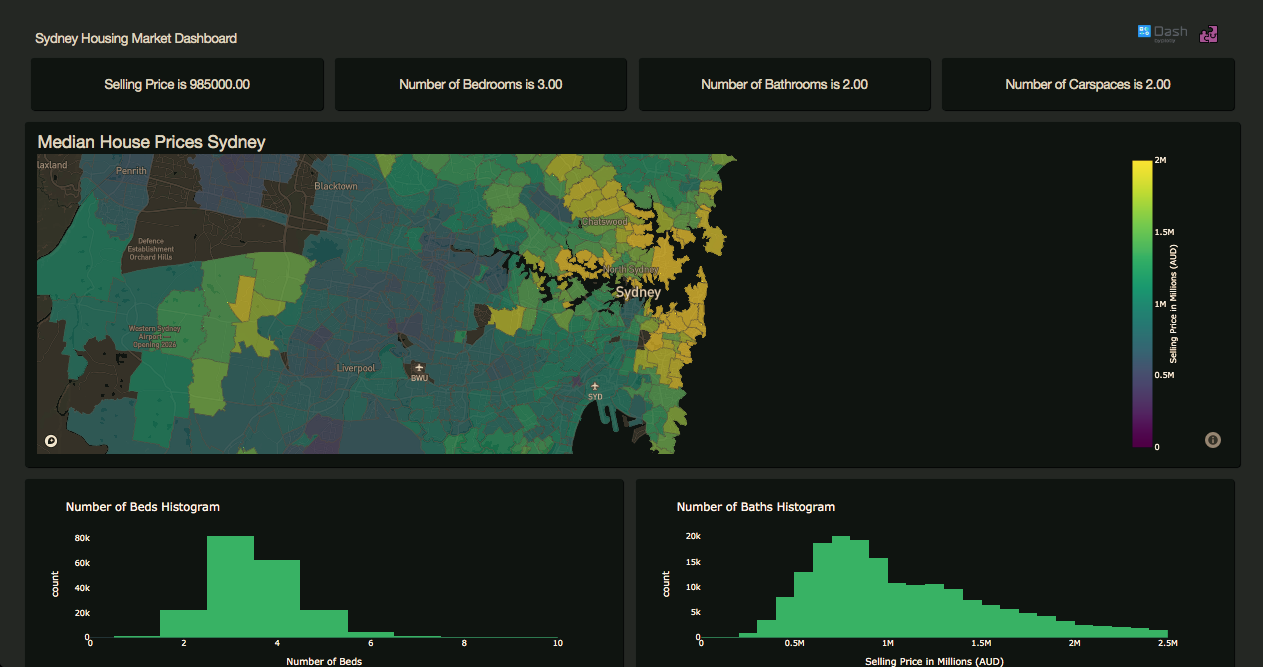 Sydney Housing Market Dashboard
Dash
Selling Price is 985000.00
Number of Bedrooms is 3.00
Number of Bathrooms is 2.00
Number of Carspaces is 2.00
Median House Prices Sydney
laxland
Penrith
Blacktown
Chatswood
Defence
Establishment
Orchard Hills
North Sydney
Sydney
Western Sydney
Airport —
Opening 2026
Liverpool
BWU
SYD
2M
1.5M
1M
0.5M
0
Selling Price in Millions (AUD)
Number of Beds Histogram
80k
60k
40k
20k
0
count
0
2
4
6
8
10
Number of Beds
Number of Baths Histogram
20k
15k
10k
5k
0
count
0
0.5M
1M
1.5M
2M
2.5M
Selling Price in Millions (AUD)